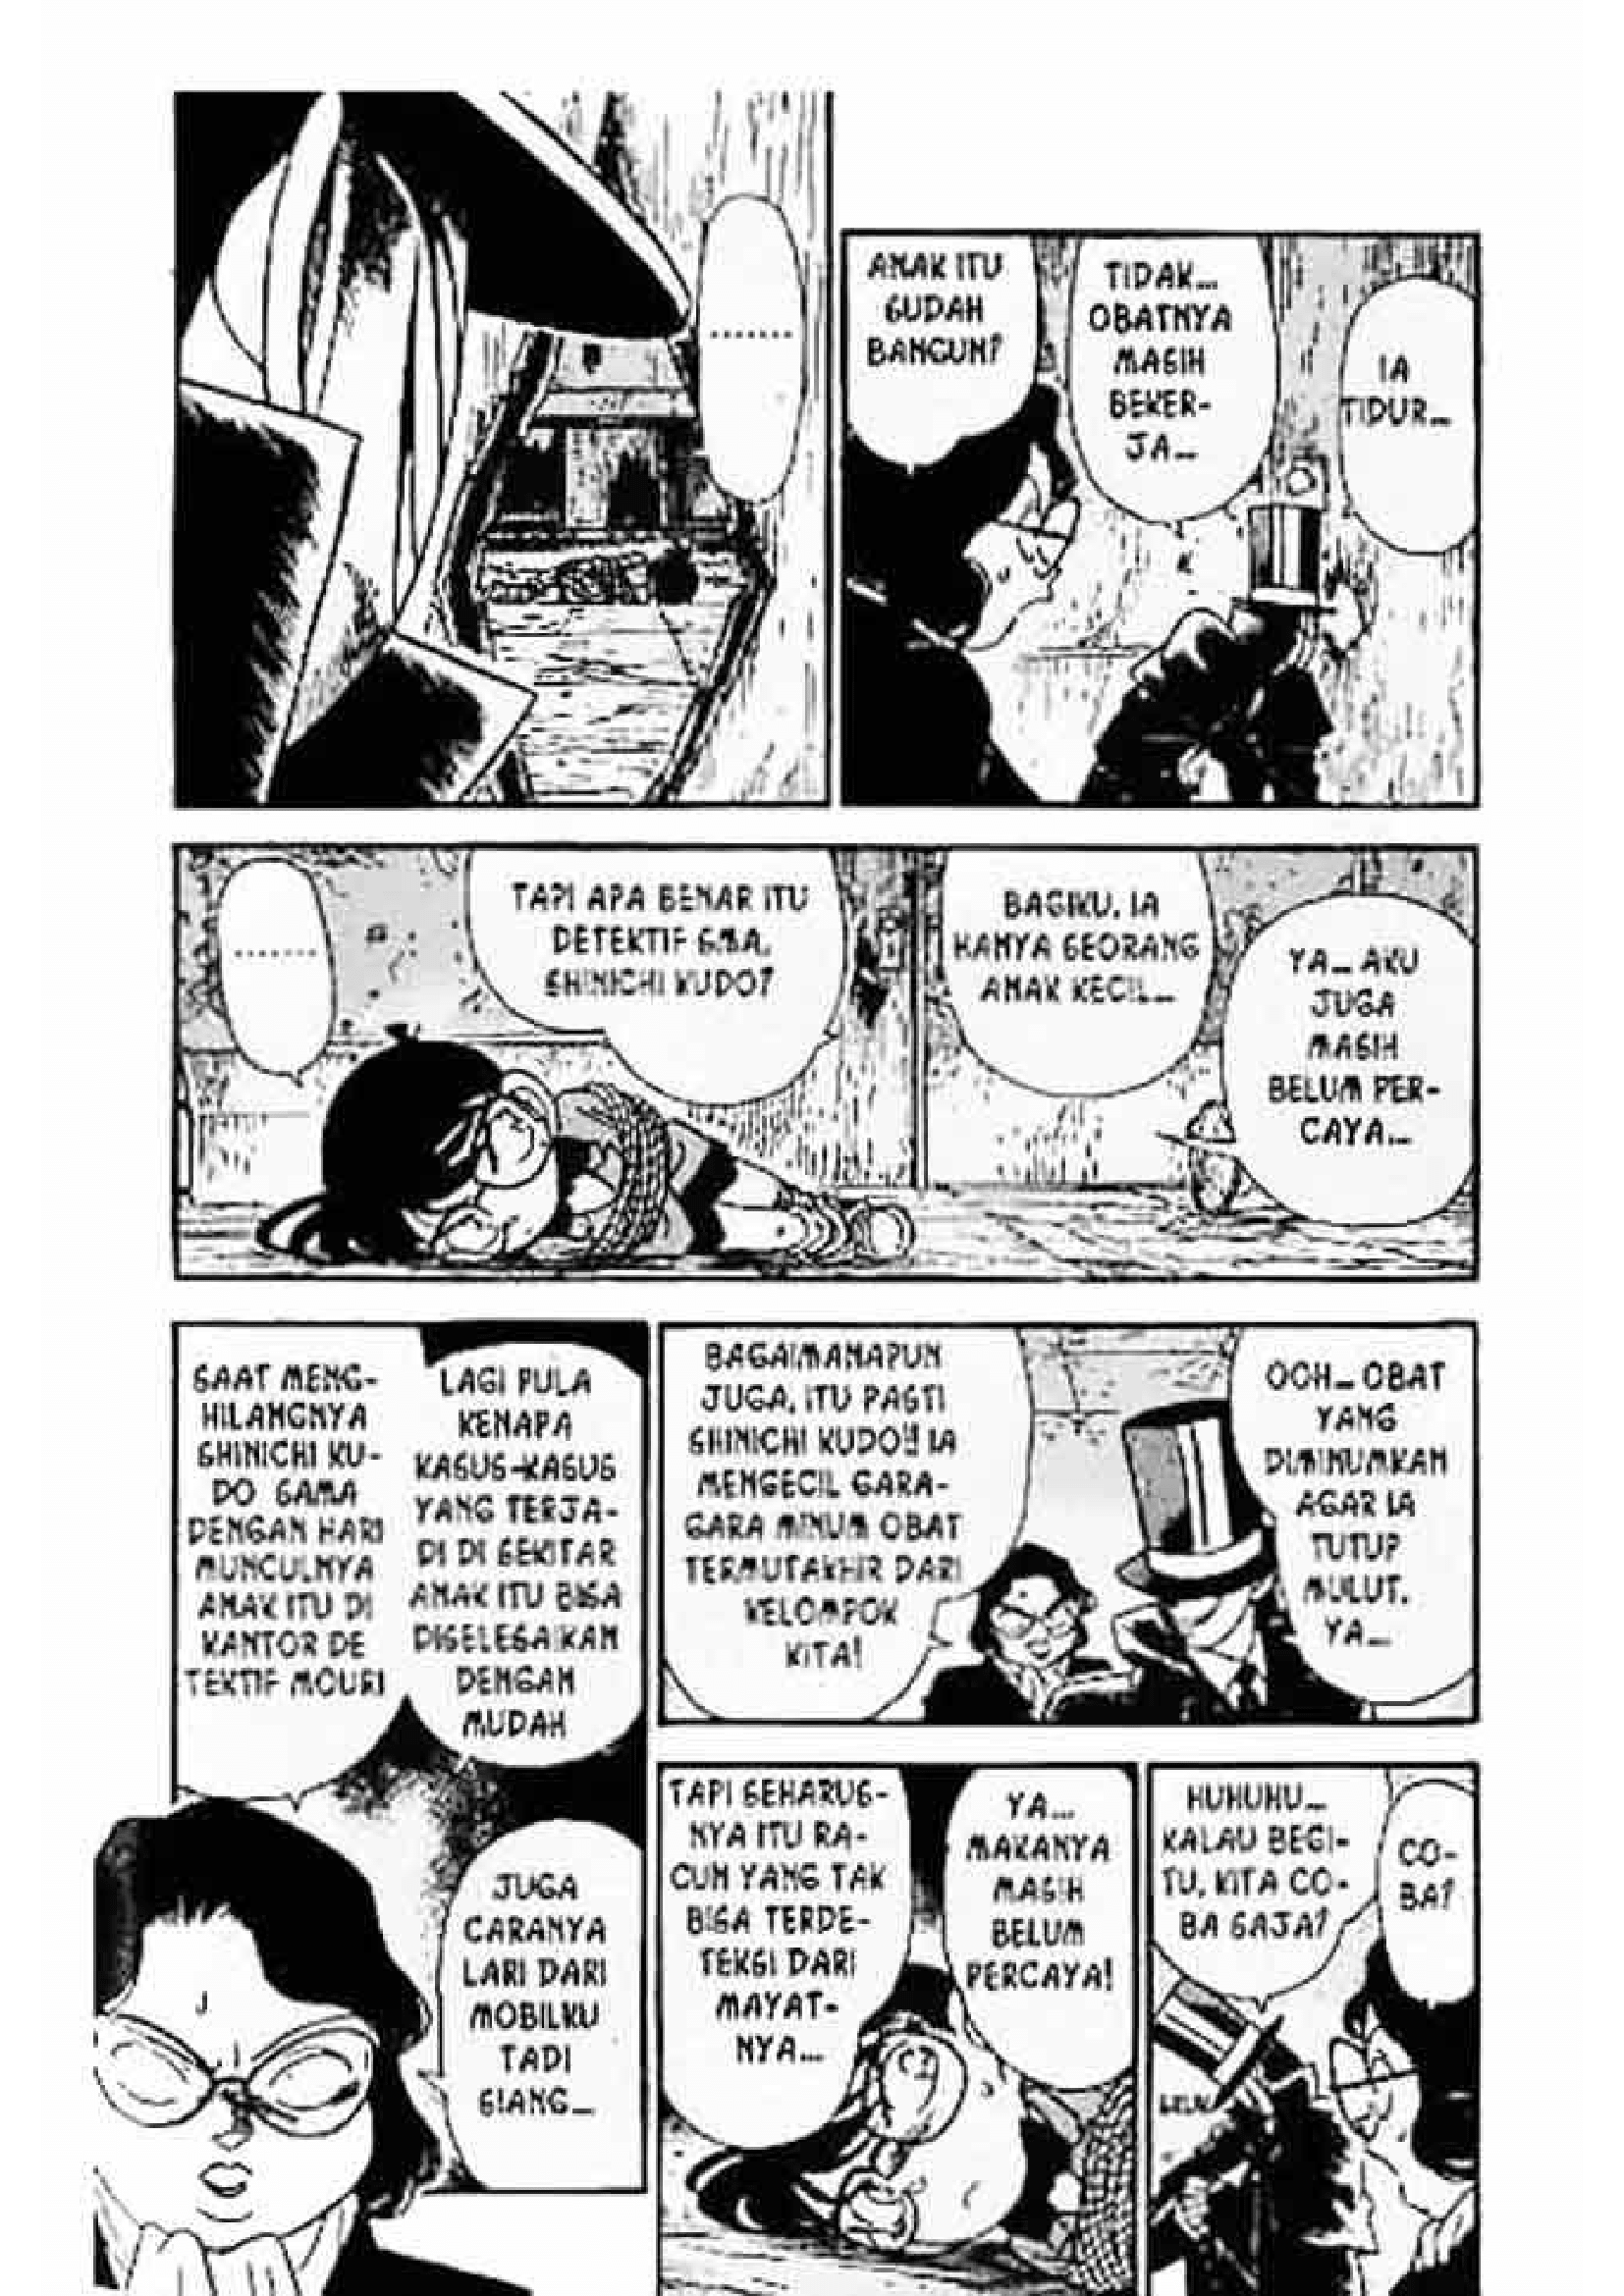 ........
ANAK ITU
SUDAH
BANGUN?
TIDAK...
OBATNYA
MASIH
BEKER-
JA...
IA
TIDUR...
........
TAPI APA BENAR ITU
DETEKTIF SMA,
SHINICHI KUDO?
BAGIKU, IA
HANYA SEORANG
ANAK KECIL...
YA... AKU
JUGA
MASIH
BELUM PER-
CAYA...
SAAT MENG-
HILANGNYA
SHINICHI KU-
DO SAMA
DENGAN HARI
MUNCULNYA
ANAK ITU DI
KANTOR DE
TEKTIF MOURI
LAGI PULA
KENAPA
KASUS-KASUS
YANG TERJA-
DI DI SEKITAR
ANAK ITU BISA
DISELESAIKAN
DENGAN
MUDAH
JUGA
CARANYA
LARI DARI
MOBILKU
TADI
SIANG...
BAGAIMANAPUN
JUGA, ITU PASTI
SHINICHI KUDO!! IA
MENGECIL GARA-
GARA MINUM OBAT
TERMUTAKHIR DARI
KELOMPOK
KITA!
OOH... OBAT
YANG
DIMINUMKAN
AGAR IA
TUTUP
MULUT,
YA...
TAPI SEHARUS-
NYA ITU RA-
CUN YANG TAK
BISA TERDE-
TEKSI DARI
MAYAT-
NYA...
YA...
MAKANYA
MASIH
BELUM
PERCAYA!
HUHUHU...
KALAU BEGI-
TU, KITA CO-
BA SAJA?
CO-
BA?